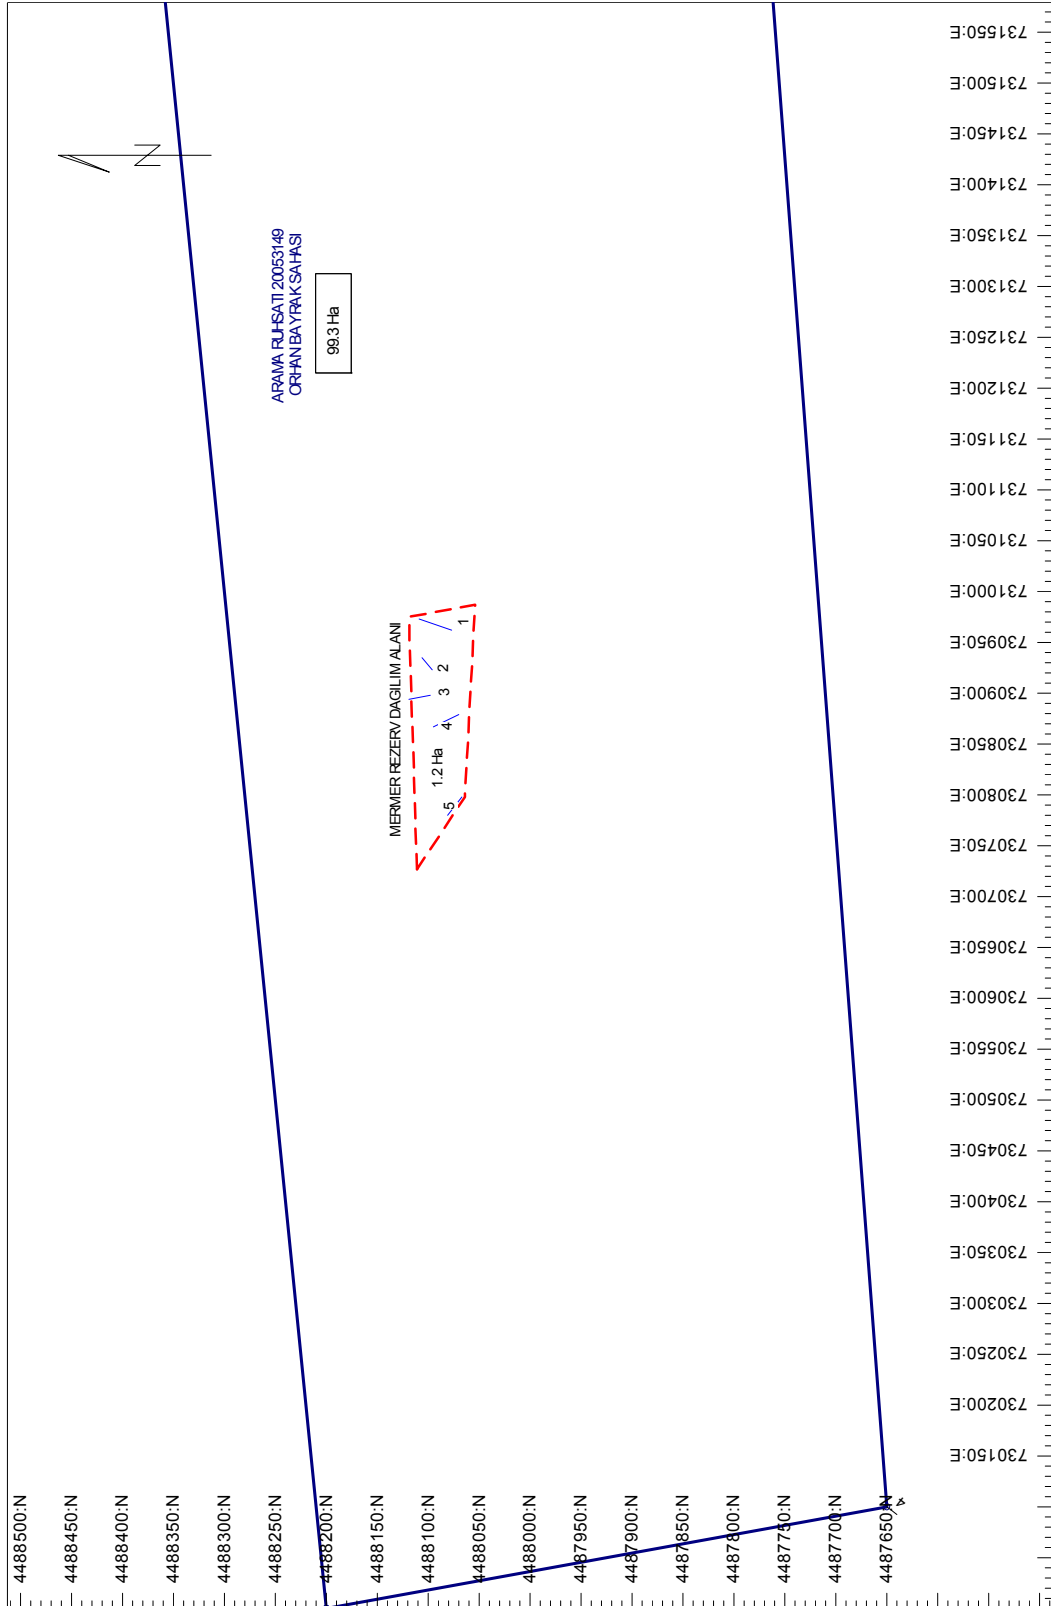 4488500:N
4488450:N
4488400:N
4488350:N
4488300:N
4488250:N
4488200:N
4488150:N
4488100:N
4488050:N
4488000:N
4487950:N
4487900:N
4487850:N
4487800:N
4487750:N
4487700:N
4487650:N
N
ARAMA RUHSATI 20053149
ORHAN BAYRAK SAHASI
99.3 Ha
MERMER REZERV DAGILIM ALANI
1.2 Ha
5
4
3
2
1
4
730150:E
730200:E
730250:E
730300:E
730350:E
730400:E
730450:E
730500:E
730550:E
730600:E
730650:E
730700:E
730750:E
730800:E
730850:E
730900:E
730950:E
731000:E
731050:E
731100:E
731150:E
731200:E
731250:E
731300:E
731350:E
731400:E
731450:E
731500:E
731550:E